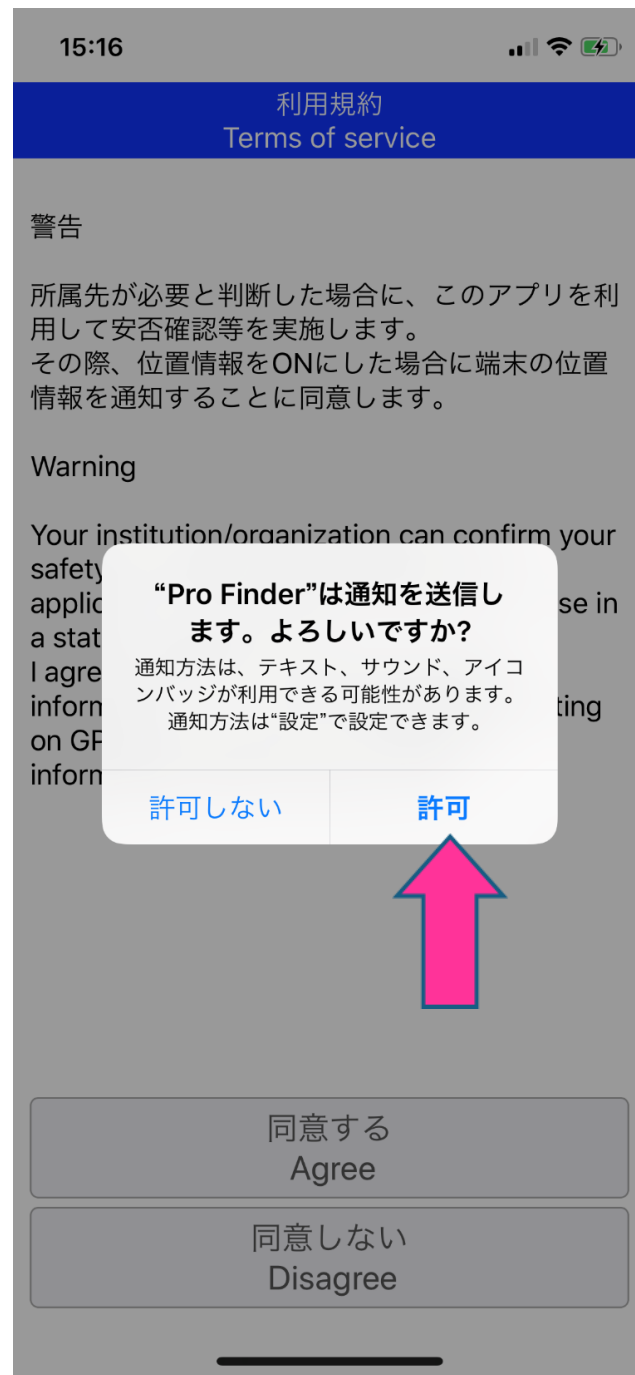 15:16
利用規約
Terms of service
警告
所属先が必要と判断した場合に、このアプリを利
用して安否確認等を実施します。
その際、位置情報をONにした場合に端末の位置
情報を通知することに同意します。
Warning
Your institution/organization can confirm your
safety
applic
se in
a stat
I agre
inform
ting
on GP
inform
“Pro Finder”は通知を送信し
ます。よろしいですか?
通知方法は、テキスト、サウンド、アイコ
ンバッジが利用できる可能性があります。
通知方法は“設定”で設定できます。
許可しない
許可
同意する
Agree
同意しない
Disagree